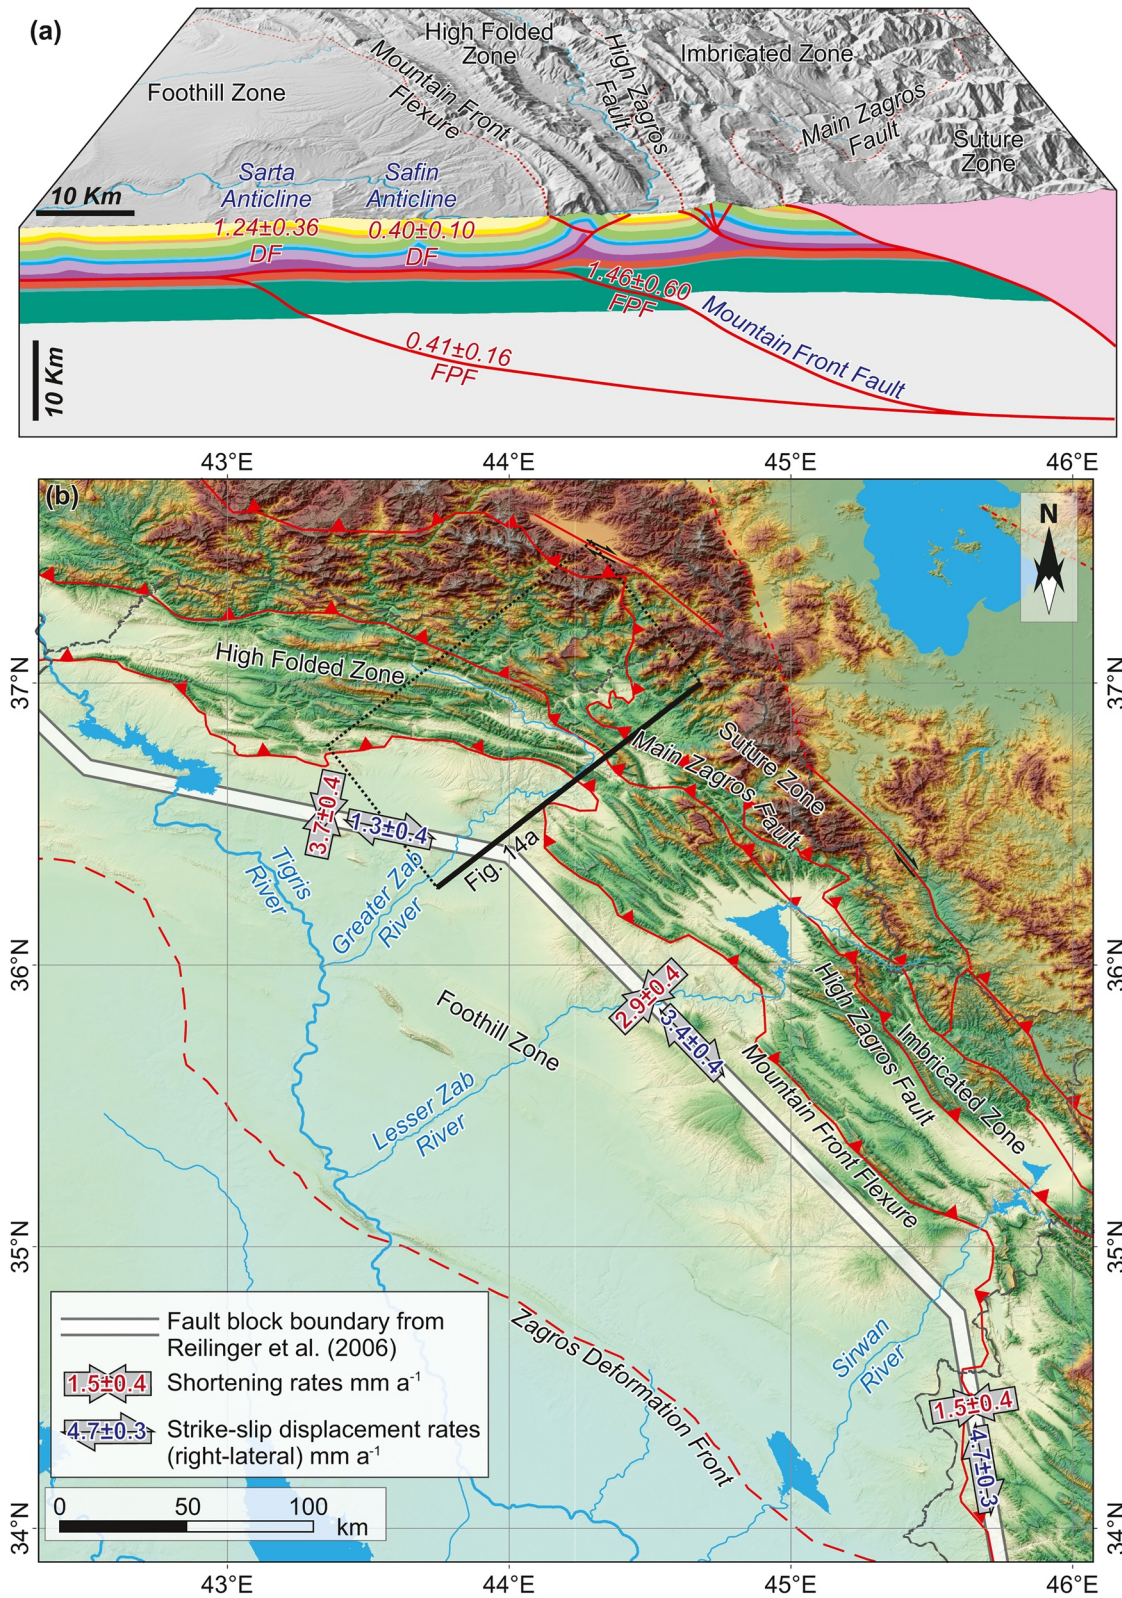 (a)
High Folded
Zone
Imbricated Zone
Foothill Zone
Mountain Front
Flexure
High Zagros
Fault
Main Zagros
Fault
Suture
Zone
Sarta
Anticline
Safin
Anticline
10 Km
1.24±0.36
DF
0.40±0.10
DF
1.46±0.60
FPF
Mountain Front Fault
0.41±0.16
FPF
10 Km
43°E
44°E
45°E
46°E
(b)
N
High Folded Zone
37°N
37°N
Suture Zone
Main Zagros
Fault
3.7±0.4
1.3±0.4
Fig. 14a
Tigris
River
Greater Zab
River
36°N
36°N
2.9±0.4
3.4±0.4
High Zagros Fault
Imbricated Zone
Foothill Zone
Lesser Zab
River
Mountain Front Flexure
35°N
35°N
Zagros Deformation Front
Sirwan
River
Fault block boundary from
Reilinger et al. (2006)
1.5±0.4
Shortening rates mm a⁻¹
4.7±0.3
Strike-slip displacement rates
(right-lateral) mm a⁻¹
1.5±0.4
4.7±0.3
0
50
100
km
34°N
34°N
43°E
44°E
45°E
46°E